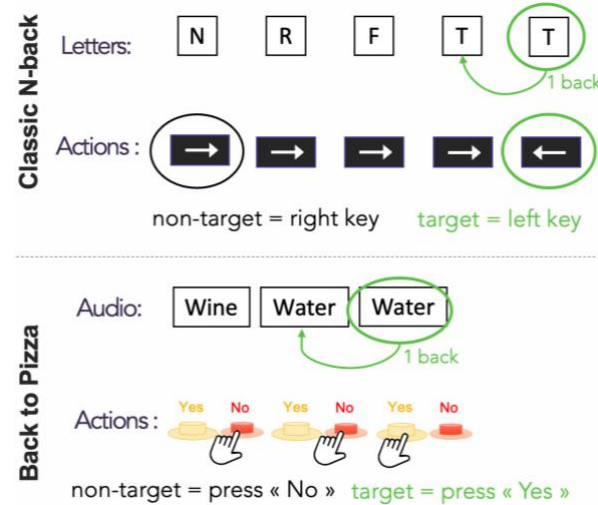 Classic N-back
Letters: N R F T T
1 back
Actions :
non-target = right key target = left key
Back to Pizza
Audio: Wine Water Water
1 back
Yes No Yes No Yes No
Actions :
non-target = press « No » target = press « Yes »